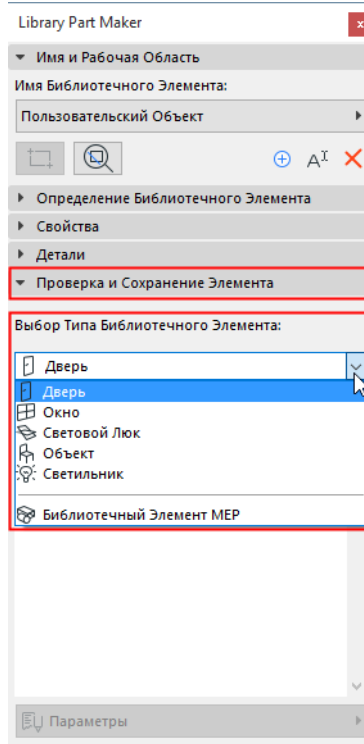 Library Part Maker
Имя и Рабочая Область
Имя Библиотечного Элемента:
Пользовательский Объект
Определение Библиотечного Элемента
Свойства
Детали
Проверка и Сохранение Элемента
Выбор Типа Библиотечного Элемента:
Дверь
Дверь
Окно
Световой Люк
Объект
Светильник
Библиотечный Элемент MEP
Параметры